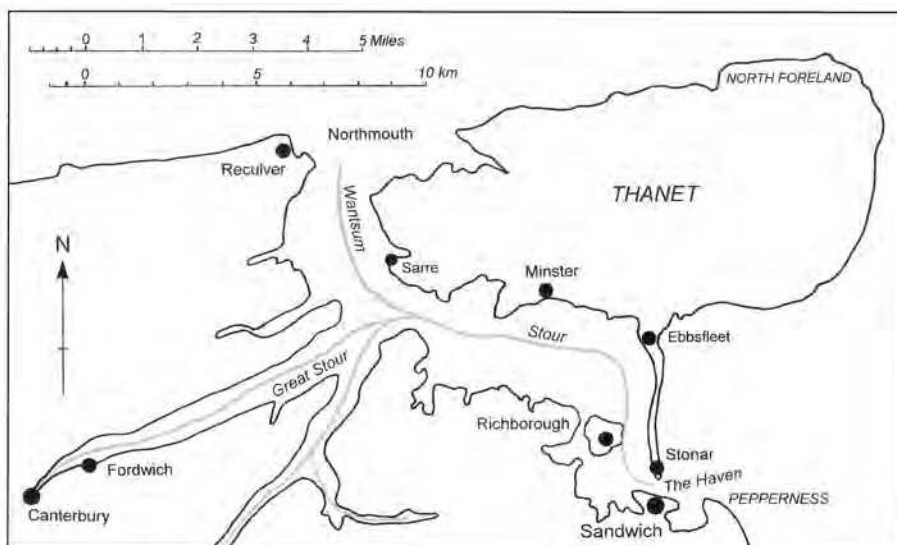 0 1 2 3 4 5 Miles
0 5 10 km
NORTH FORELAND
Northmouth
Reculver
THANET
Wantsum
N
Sarre
Minster
Stour
Ebbsfleet
Great Stour
Richborough
Fordwich
Stonar
The Haven
Canterbury
Sandwich
PEPPERNESS